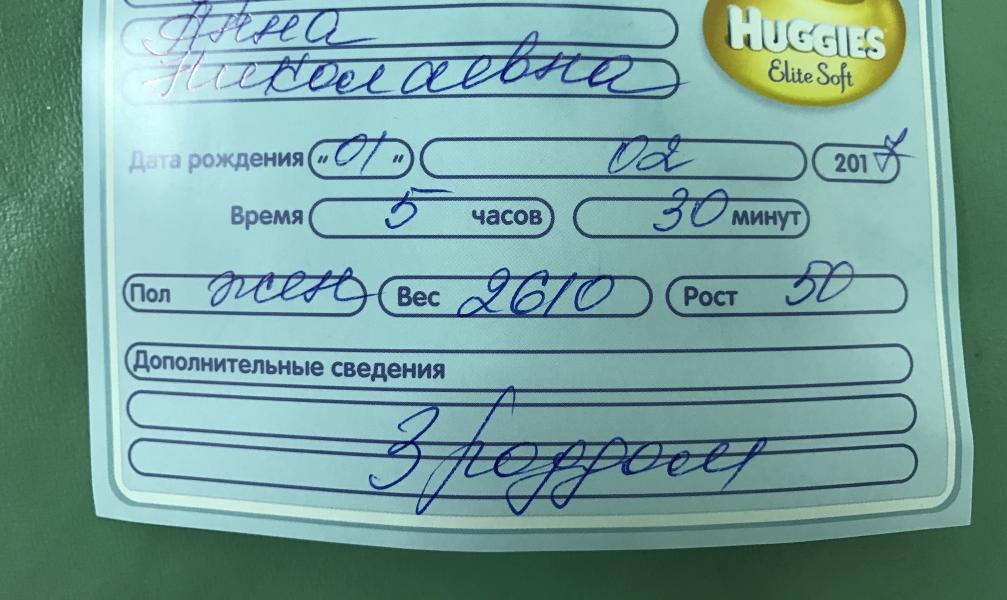 Анна
HUGGIES
Elite Soft
Николаевна
Дата рождения "01" 02 2017
Время 5 часов 30 минут
Пол жен Вес 2610 Рост 50
Дополнительные сведения
3 роддом